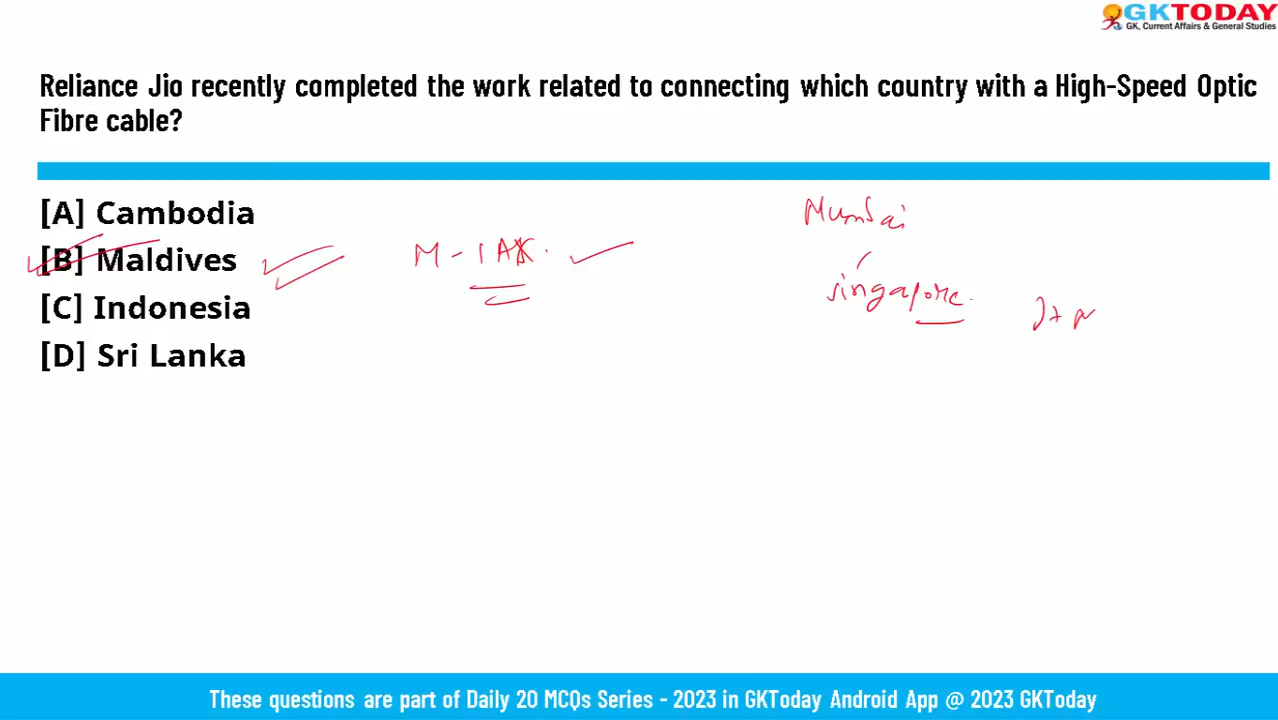 GKTODAY
GK, Current Affairs & General Studies
Reliance Jio recently completed the work related to connecting which country with a High-Speed Optic
Fibre cable?
[A] Cambodia
Mumbai
[B] Maldives
M - IAX.
[C] Indonesia
singapore.
[D] Sri Lanka
These questions are part of Daily 20 MCQs Series - 2023 in GKToday Android App @ 2023 GKToday